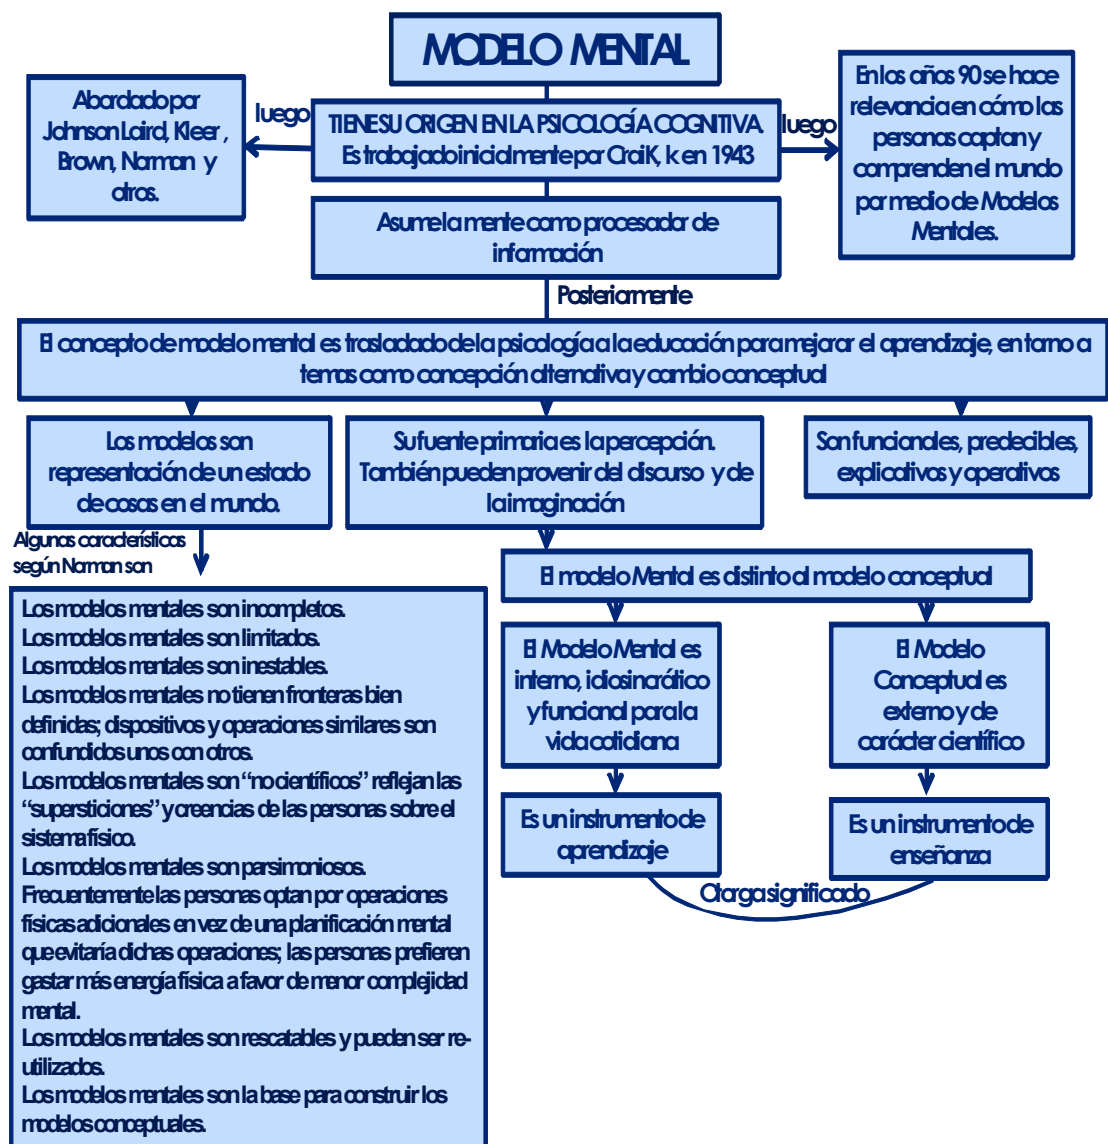 MODELO MENTAL
Abordado por
Johnson Laird, Kleer ,
Brown, Norman y
otros.
luego
TIENE SU ORIGEN EN LA PSICOLOGÍA COGNITIVA.
Es trabajado inicialmente por CraiK, k en 1943
luego
En los años 90 se hace
relevancia en cómo las
personas captan y
comprenden el mundo
por medio de Modelos
Mentales.
Asume la mente como procesador de
información
Posteriormente
El concepto de modelo mental es trasladado de la psicología a la educación para mejorar el aprendizaje, en torno a
temas como concepción alternativa y cambio conceptual
Los modelos son
representación de un estado
de cosas en el mundo.
Su fuente primaria es la percepción.
También pueden provenir del discurso y de
la imaginación
Son funcionales, predecibles,
explicativos y operativos
Algunas características
según Norman son
Los modelos mentales son incompletos.
Los modelos mentales son limitados.
Los modelos mentales son inestables.
Los modelos mentales no tienen fronteras bien
definidas; dispositivos y operaciones similares son
confundidos unos con otros.
Los modelos mentales son “no científicos” reflejan las
“supersticiones” y creencias de las personas sobre el
sistema físico.
Los modelos mentales son parsimoniosos.
Frecuentemente las personas optan por operaciones
físicas adicionales en vez de una planificación mental
que evitaría dichas operaciones; las personas prefieren
gastar más energía física a favor de menor complejidad
mental.
Los modelos mentales son rescatables y pueden ser re-
utilizados.
Los modelos mentales son la base para construir los
modelos conceptuales.
El modelo Mental es distinto al modelo conceptual
El Modelo Mental es
interno, idiosincrático
y funcional para la
vida cotidiana
El Modelo
Conceptual es
externo y de
carácter científico
Es un instrumento de
aprendizaje
Es un instrumento de
enseñanza
Otorga significado